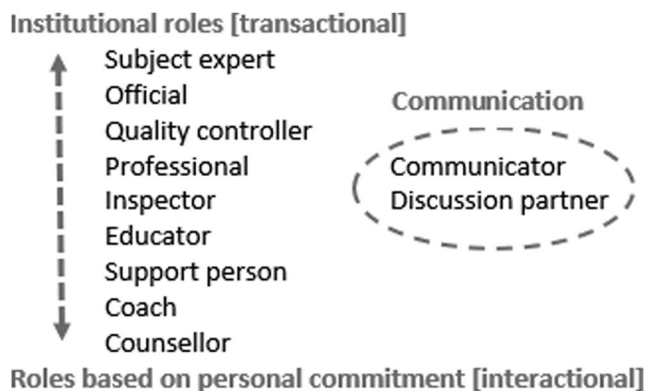 Institutional roles [transactional]
Subject expert
Official
Quality controller
Professional
Inspector
Educator
Support person
Coach
Counsellor
Communication
Communicator
Discussion partner
Roles based on personal commitment [interactional]